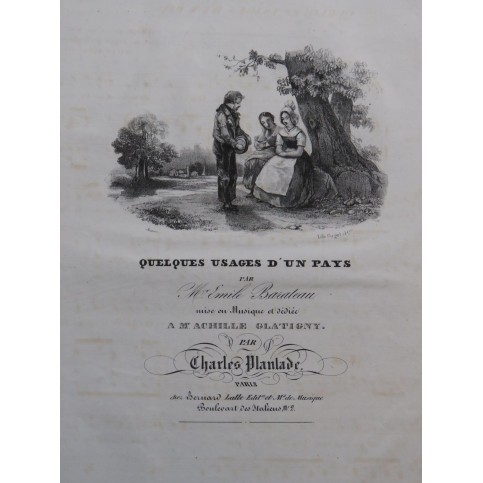 QUELQUES USAGES D'UN PAYS
PAR
Mr Emile Barateau
mise en Musique et dédiée
A Mr ACHILLE GLATIGNY.
PAR
Charles Plantade
PARIS
chez Bernard Latte Edit.r et Md. de Musique
Boulevart des Italiens No. 2